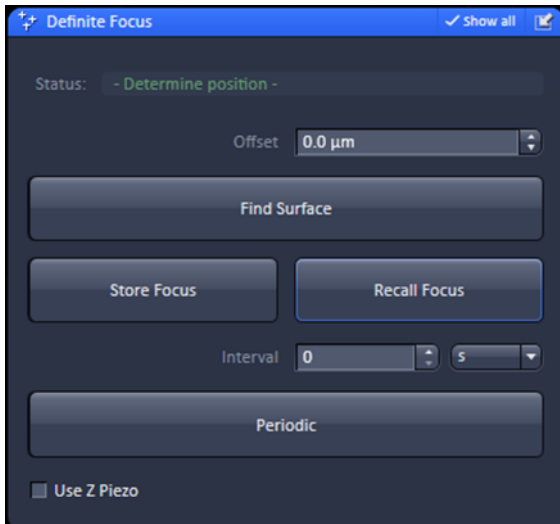 Definite Focus
Show all
Status: - Determine position -
Offset 0.0 µm
Find Surface
Store Focus Recall Focus
Interval 0 s
Periodic
Use Z Piezo